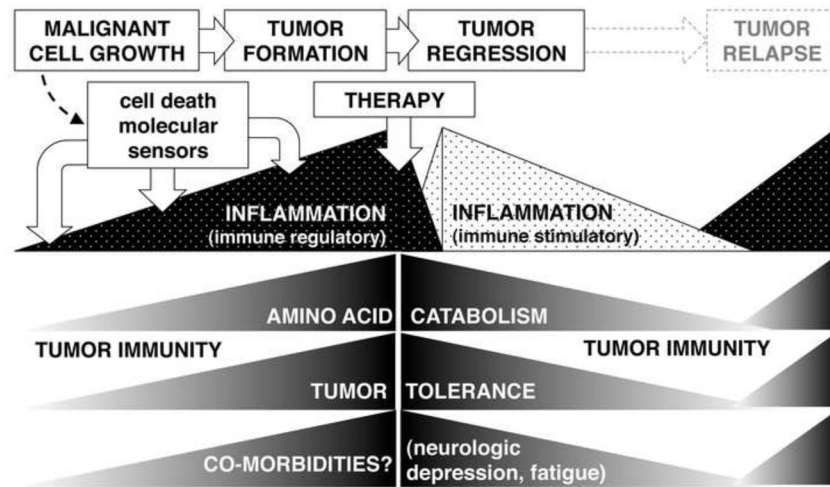 MALIGNANT
CELL GROWTH
TUMOR
FORMATION
TUMOR
REGRESSION
TUMOR
RELAPSE
cell death
molecular
sensors
THERAPY
INFLAMMATION
(immune regulatory)
INFLAMMATION
(immune stimulatory)
AMINO ACID
CATABOLISM
TUMOR IMMUNITY
TUMOR IMMUNITY
TUMOR
TOLERANCE
CO-MORBIDITIES?
(neurologic
depression, fatigue)